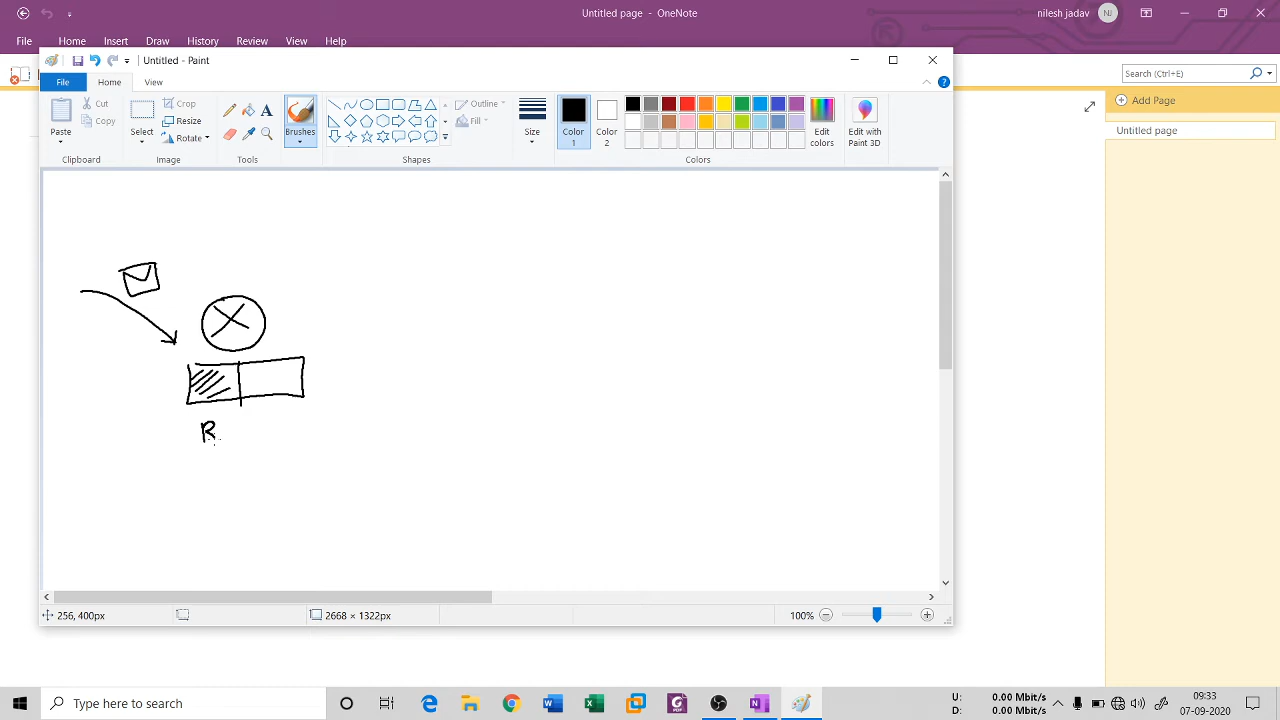 Untitled page - OneNote
nilesh jadav
NJ
File Home Insert Draw History Review View Help
Untitled - Paint
File Home View
Search (Ctrl+E)
Add Page
Untitled page
Paste
Cut
Copy
Clipboard
Select
Crop
Resize
Rotate
Image
A
Tools
Brushes
Outline
Fill
Shapes
Size
Color 1
Color 2
Edit colors
Edit with Paint 3D
Colors
R
256, 400px
2668 × 1322px
100%
Type here to search
U: 0.00 Mbit/s
D: 0.00 Mbit/s
09:33
07-09-2020